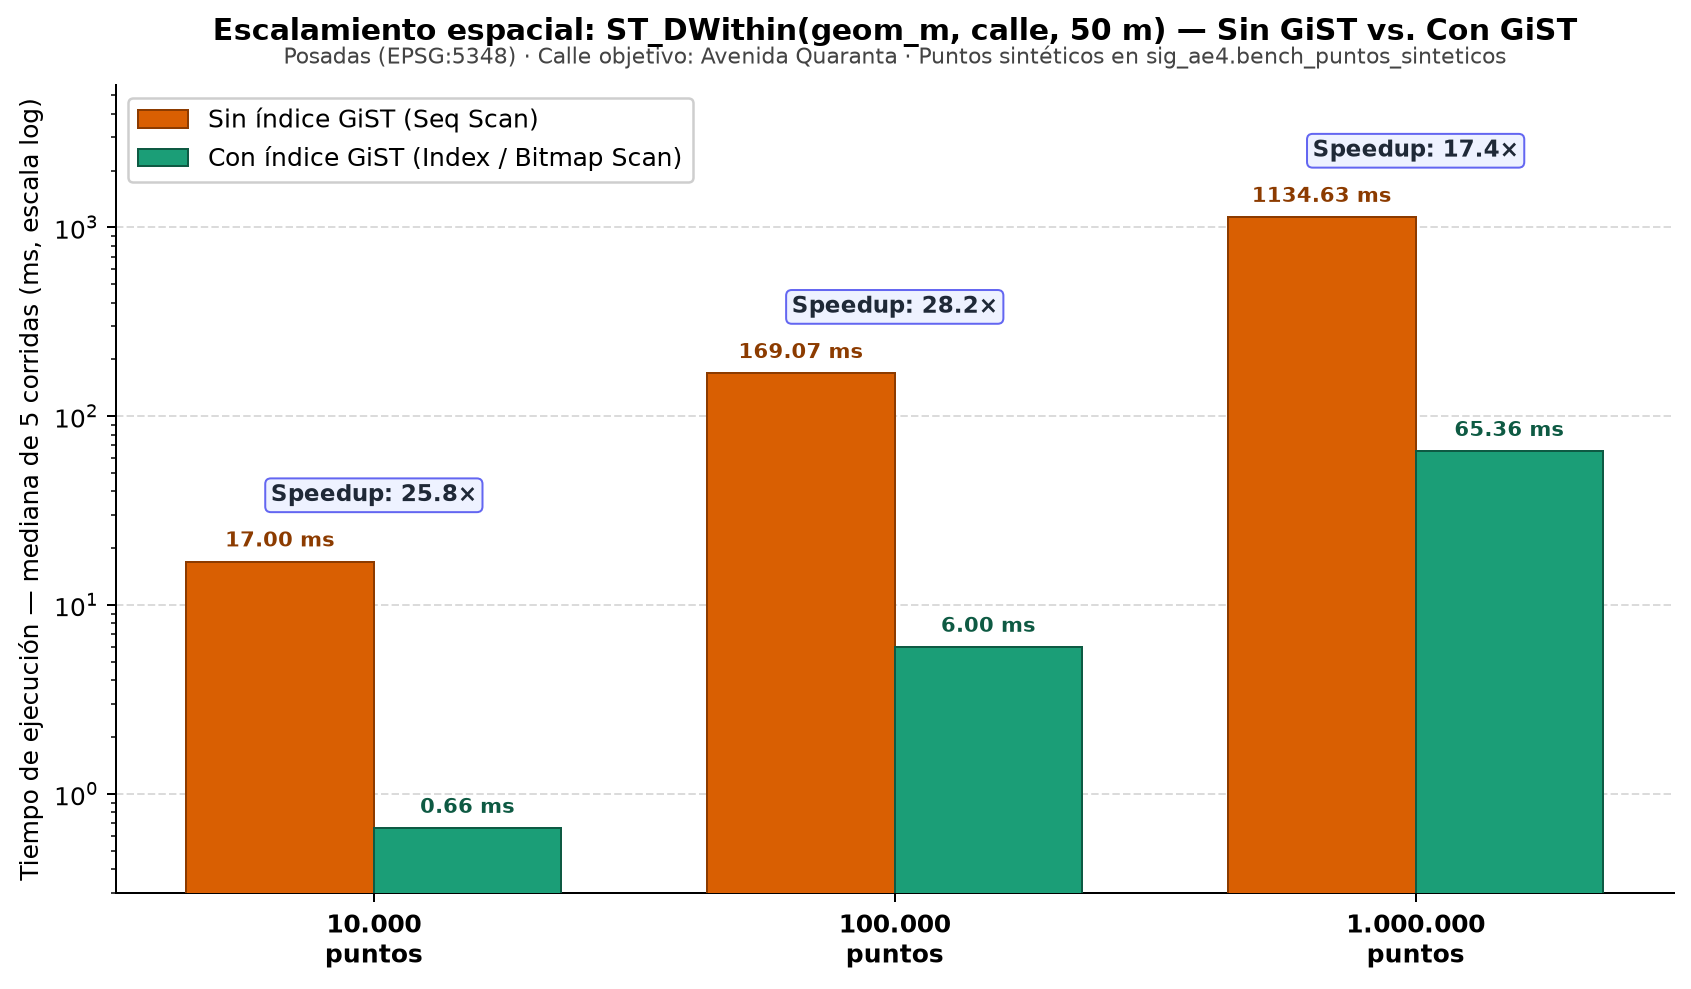 Escalamiento espacial: ST_DWithin(geom_m, calle, 50 m) — Sin GiST vs. Con GiST
Posadas (EPSG:5348) · Calle objetivo: Avenida Quaranta · Puntos sintéticos en sig_ae4.bench_puntos_sinteticos
Tiempo de ejecución — mediana de 5 corridas (ms, escala log)
Sin índice GiST (Seq Scan)
Con índice GiST (Index / Bitmap Scan)
10³
10²
10¹
10⁰
Speedup: 25.8×
17.00 ms
0.66 ms
Speedup: 28.2×
169.07 ms
6.00 ms
Speedup: 17.4×
1134.63 ms
65.36 ms
10.000
puntos
100.000
puntos
1.000.000
puntos